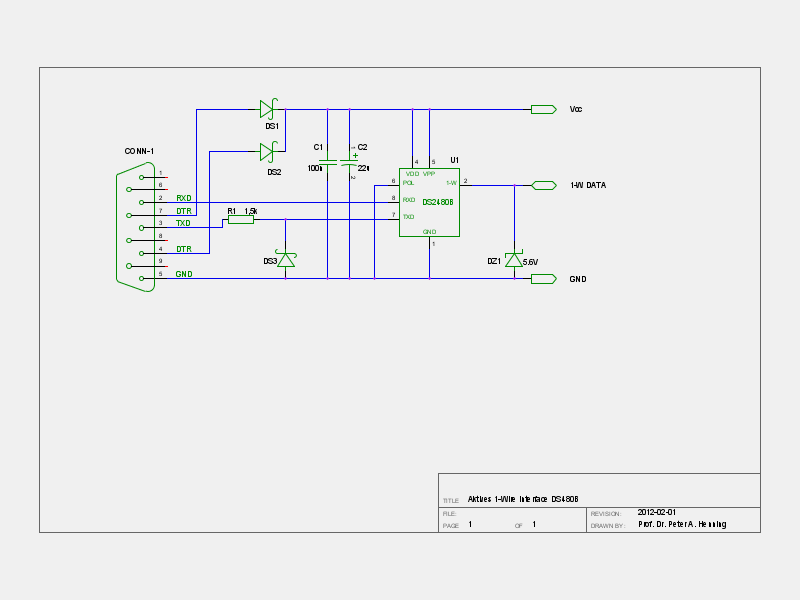 Vcc
DS1
CONN-1
C1
C2
1
+
DS2
100n
22u
2
U1
4
5
VDD
VPP
1
6
2
RXD
7
DTR
3
TXD
8
4
DTR
9
5
GND
R1
1,5k
6
POL
8
RXD
7
TXD
DS2480B
1-W
2
GND
1
1-W DATA
DS3
DZ1
5.6V
GND
TITLE
Aktives 1-Wire Interface DS480B
FILE:
REVISION:
2012-02-01
PAGE
1
OF
1
DRAWN BY:
Prof. Dr. Peter A. Henning